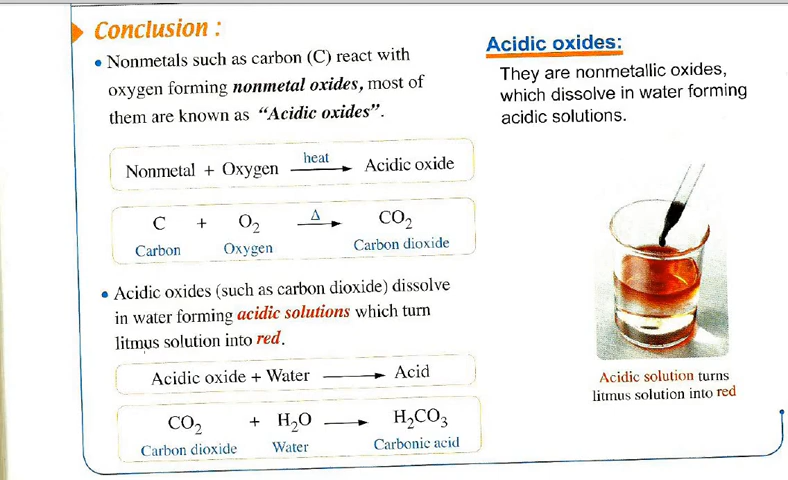 Conclusion :
• Nonmetals such as carbon (C) react with
oxygen forming nonmetal oxides, most of
them are known as “Acidic oxides”.
Nonmetal + Oxygen heat → Acidic oxide
C + O₂ Δ → CO₂
Carbon Oxygen Carbon dioxide
• Acidic oxides (such as carbon dioxide) dissolve
in water forming acidic solutions which turn
litmus solution into red.
Acidic oxide + Water → Acid
CO₂ + H₂O → H₂CO₃
Carbon dioxide Water Carbonic acid
Acidic oxides:
They are nonmetallic oxides,
which dissolve in water forming
acidic solutions.
Acidic solution turns
litmus solution into red